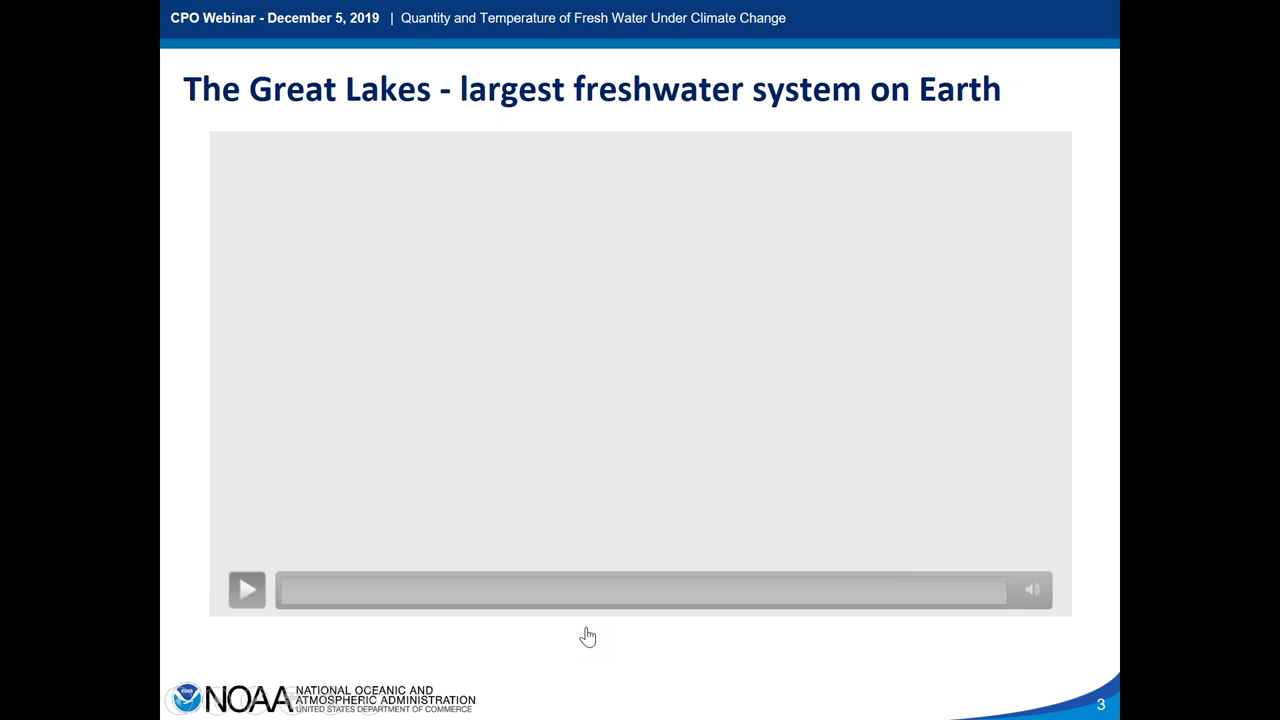 CPO Webinar - December 5, 2019 | Quantity and Temperature of Fresh Water Under Climate Change
The Great Lakes - largest freshwater system on Earth
NOAA NATIONAL OCEANIC AND
ATMOSPHERIC ADMINISTRATION
UNITED STATES DEPARTMENT OF COMMERCE
3